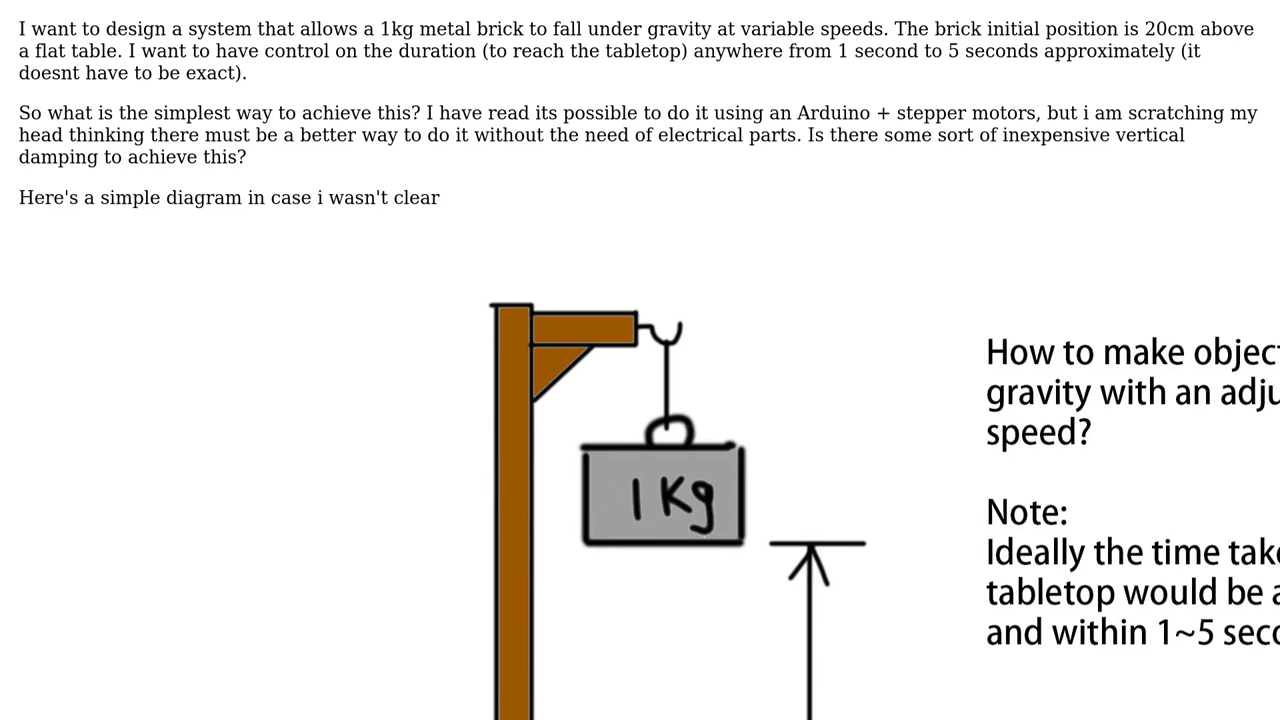 I want to design a system that allows a 1kg metal brick to fall under gravity at variable speeds. The brick initial position is 20cm above
a flat table. I want to have control on the duration (to reach the tabletop) anywhere from 1 second to 5 seconds approximately (it
doesnt have to be exact).
So what is the simplest way to achieve this? I have read its possible to do it using an Arduino + stepper motors, but i am scratching my
head thinking there must be a better way to do it without the need of electrical parts. Is there some sort of inexpensive vertical
damping to achieve this?
Here's a simple diagram in case i wasn't clear
How to make objec
gravity with an adju
speed?
1Kg
Note:
Ideally the time tak
tabletop would be a
and within 1~5 sec